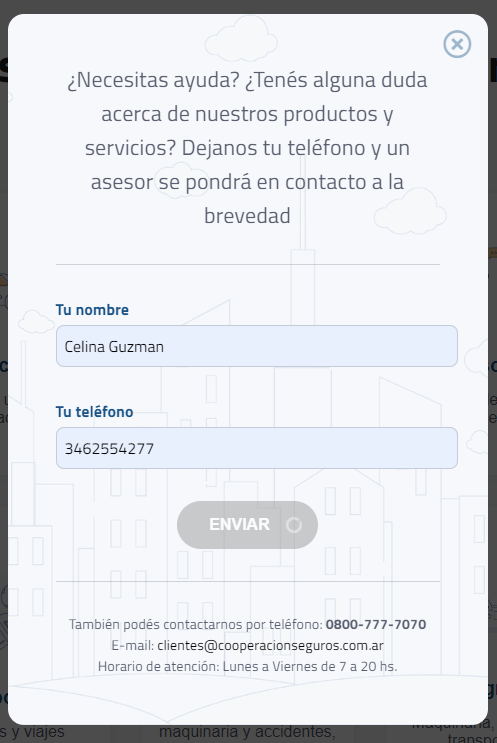 ¿Necesitas ayuda? ¿Tenés alguna duda
acerca de nuestros productos y
servicios? Dejanos tu teléfono y un
asesor se pondrá en contacto a la
brevedad
Tu nombre
Celina Guzman
Tu teléfono
3462554277
ENVIAR
También podés contactarnos por teléfono: 0800-777-7070
E-mail: clientes@cooperacionseguros.com.ar
Horario de atención: Lunes a Viernes de 7 a 20 hs.
s y viajes
maquinaria y accidentes,